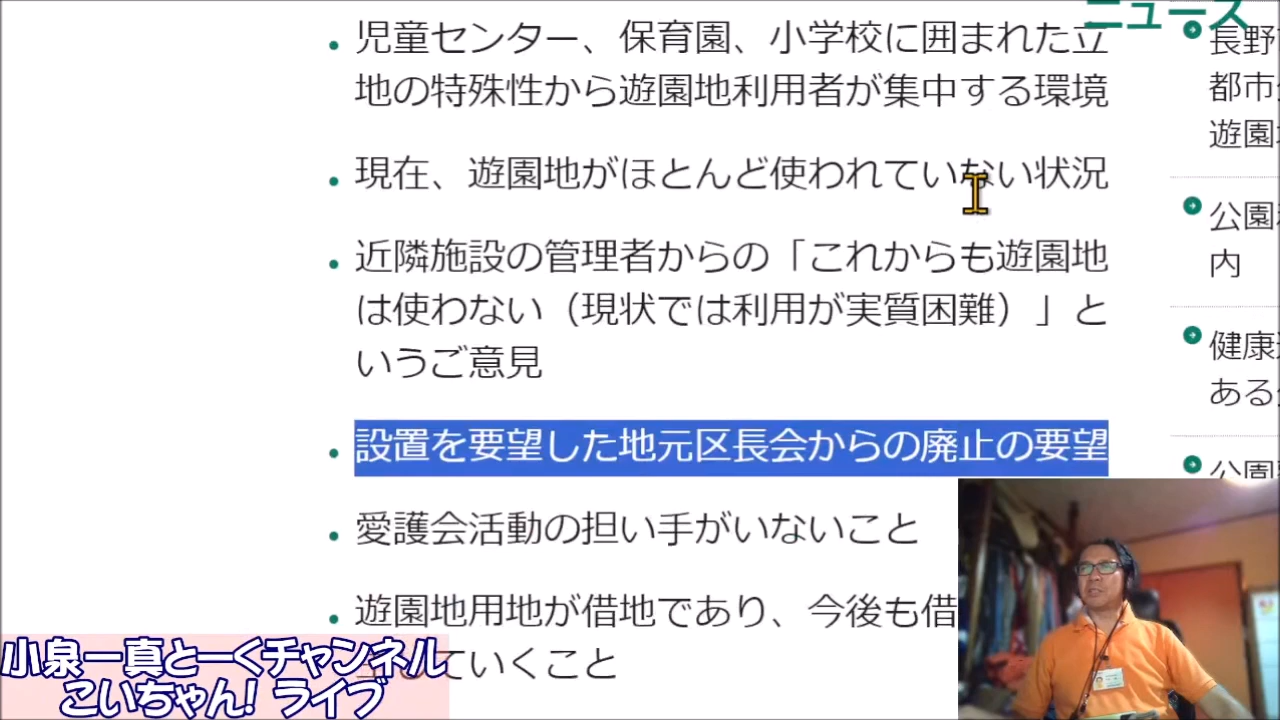 児童センター、保育園、小学校に囲まれた立
地の特殊性から遊園地利用者が集中する環境
現在、遊園地がほとんど使われていない状況
近隣施設の管理者からの「これからも遊園地
は使わない（現状では利用が実質困難）」と
いうご意見
設置を要望した地元区長会からの廃止の要望
愛護会活動の担い手がいないこと
遊園地用地が借地であり、今後も借
していくこと
ニュース
長野
都市
遊園
公園
内
健康
ある
公園
小泉一真とーくチャンネル
こいちゃん! ライブ